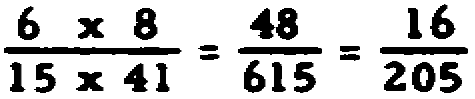 6 x 8 / 15 x 41 = 48 / 615 = 16 / 205